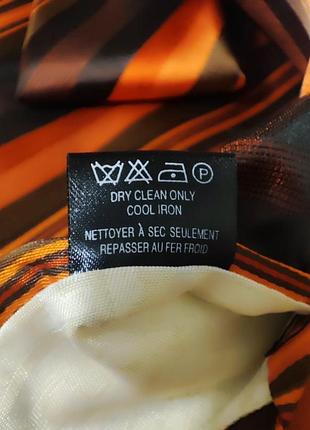 P
DRY CLEAN ONLY
COOL IRON
NETTOYER À SEC SEULEMENT
REPASSER AU FER FROID